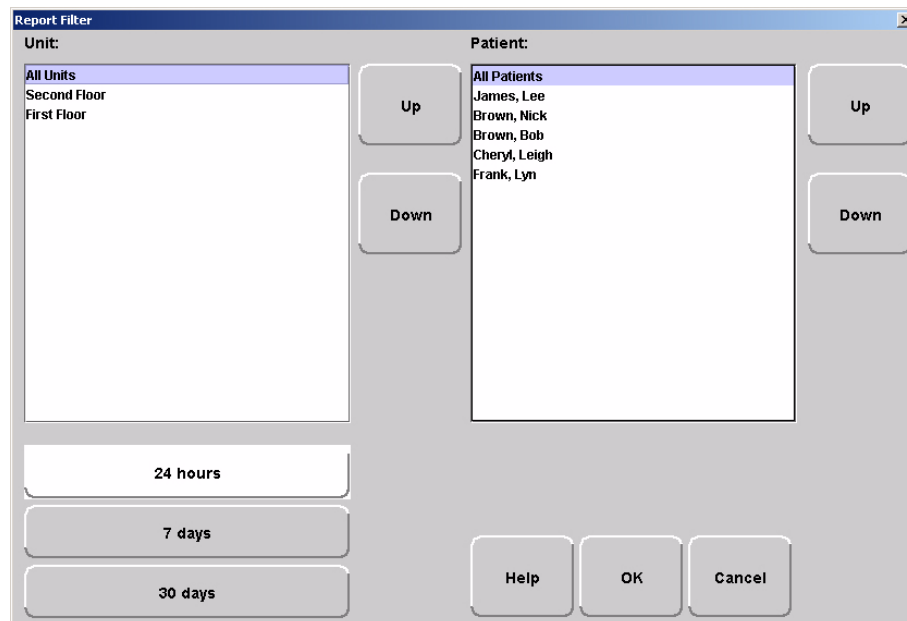 Report Filter
Unit:
All Units
Second Floor
First Floor
Up
Down
Patient:
All Patients
James, Lee
Brown, Nick
Brown, Bob
Cheryl, Leigh
Frank, Lyn
Up
Down
24 hours
7 days
30 days
Help
OK
Cancel